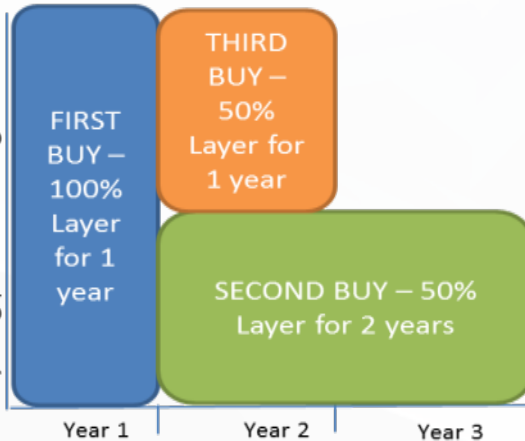 FIRST
BUY –
100%
Layer
for 1
year
THIRD
BUY –
50%
Layer for
1 year
SECOND BUY – 50%
Layer for 2 years
Year 1
Year 2
Year 3